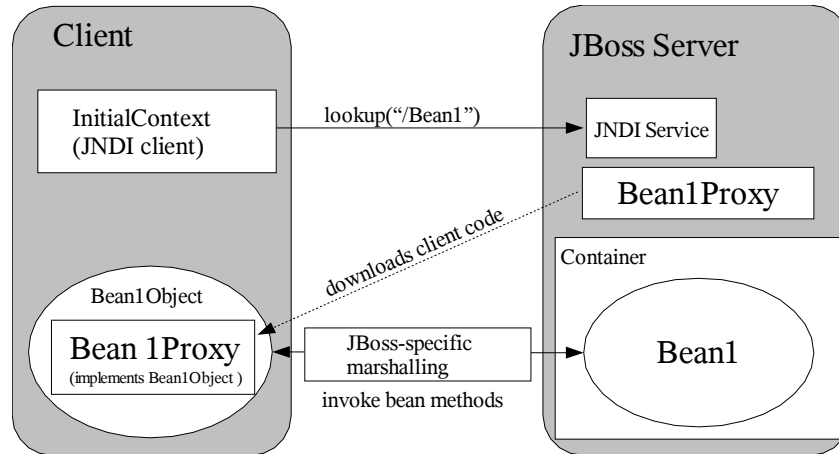 Client
JBoss Server
InitialContext
(JNDI client)
lookup(“/Bean1”)
JNDI Service
Bean1Proxy
downloads client code
Container
Bean1Object
Bean 1Proxy
(implements Bean1Object )
JBoss-specific
marshalling
invoke bean methods
Bean1